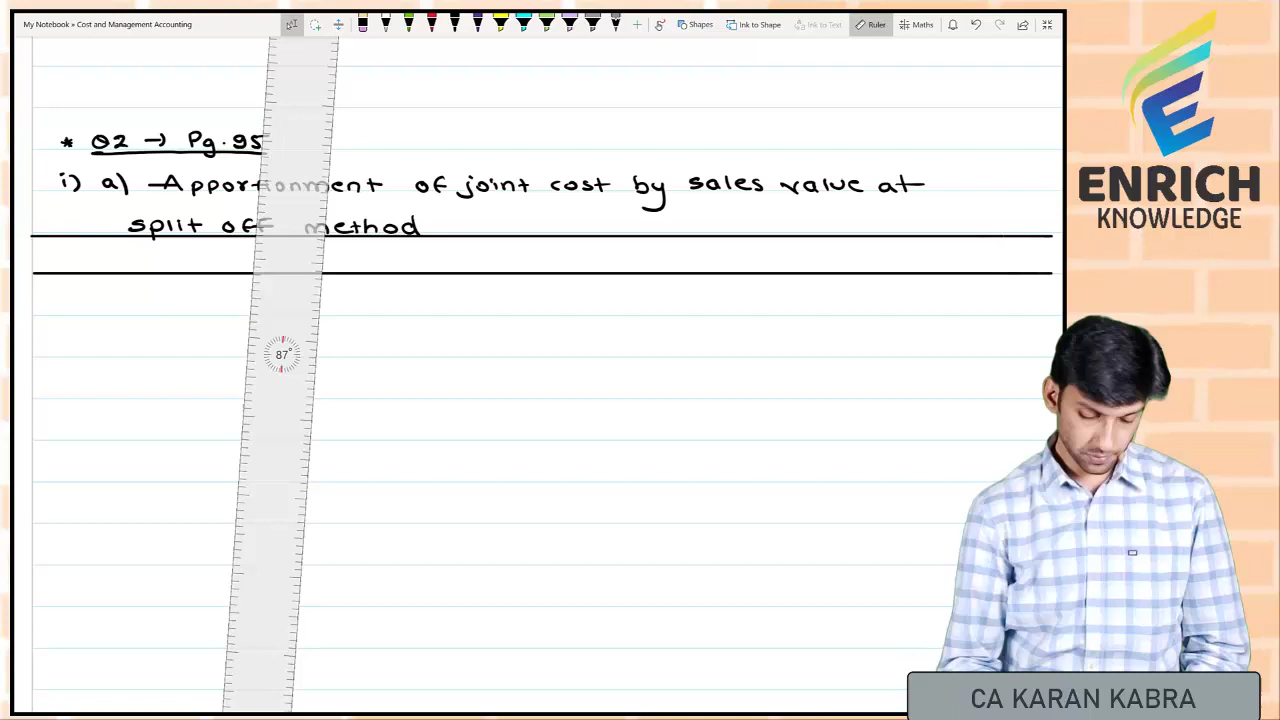 My Notebook » Cost and Management Accounting
Shapes
Ink to Shape
Ink to Text
Ruler
Maths
* Q2 → Pg. 95
i) a) Apportionment of joint cost by sales value at
split off method
87°
ENRICH
KNOWLEDGE
CA KARAN KABRA